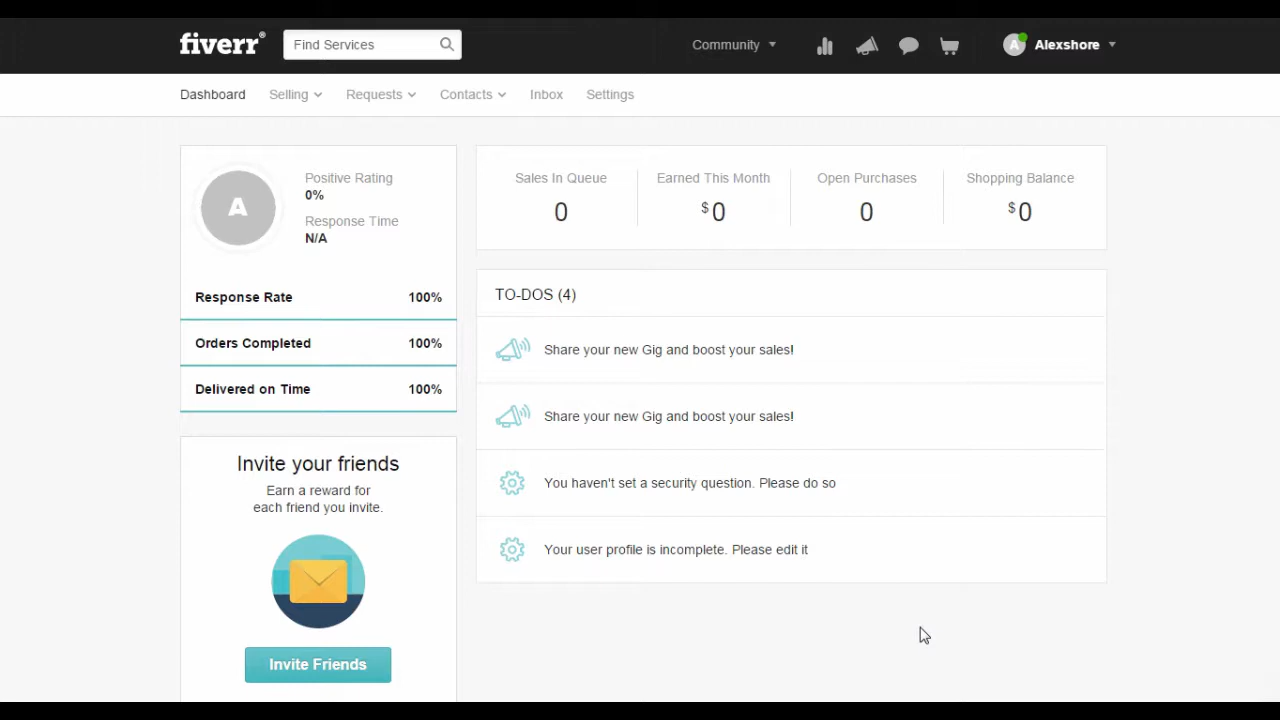 fiverr®
Find Services
Community
A
Alexshore
Dashboard
Selling
Requests
Contacts
Inbox
Settings
A
Positive Rating
0%
Response Time
N/A
Response Rate 100%
Orders Completed 100%
Delivered on Time 100%
Invite your friends
Earn a reward for
each friend you invite.
Invite Friends
Sales In Queue
0
Earned This Month
$0
Open Purchases
0
Shopping Balance
$0
TO-DOS (4)
Share your new Gig and boost your sales!
Share your new Gig and boost your sales!
You haven't set a security question. Please do so
Your user profile is incomplete. Please edit it